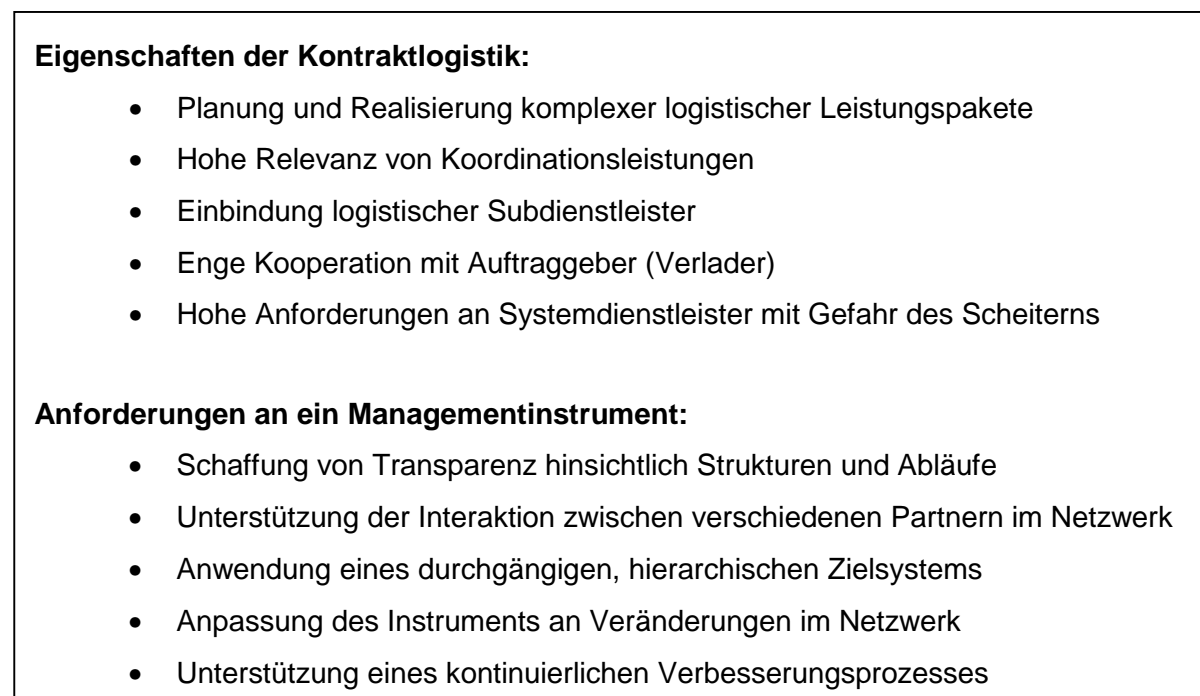 Eigenschaften der Kontraktlogistik:
• Planung und Realisierung komplexer logistischer Leistungspakete
• Hohe Relevanz von Koordinationsleistungen
• Einbindung logistischer Subdienstleister
• Enge Kooperation mit Auftraggeber (Verlader)
• Hohe Anforderungen an Systemdienstleister mit Gefahr des Scheiterns
Anforderungen an ein Managementinstrument:
• Schaffung von Transparenz hinsichtlich Strukturen und Abläufe
• Unterstützung der Interaktion zwischen verschiedenen Partnern im Netzwerk
• Anwendung eines durchgängigen, hierarchischen Zielsystems
• Anpassung des Instruments an Veränderungen im Netzwerk
• Unterstützung eines kontinuierlichen Verbesserungsprozesses